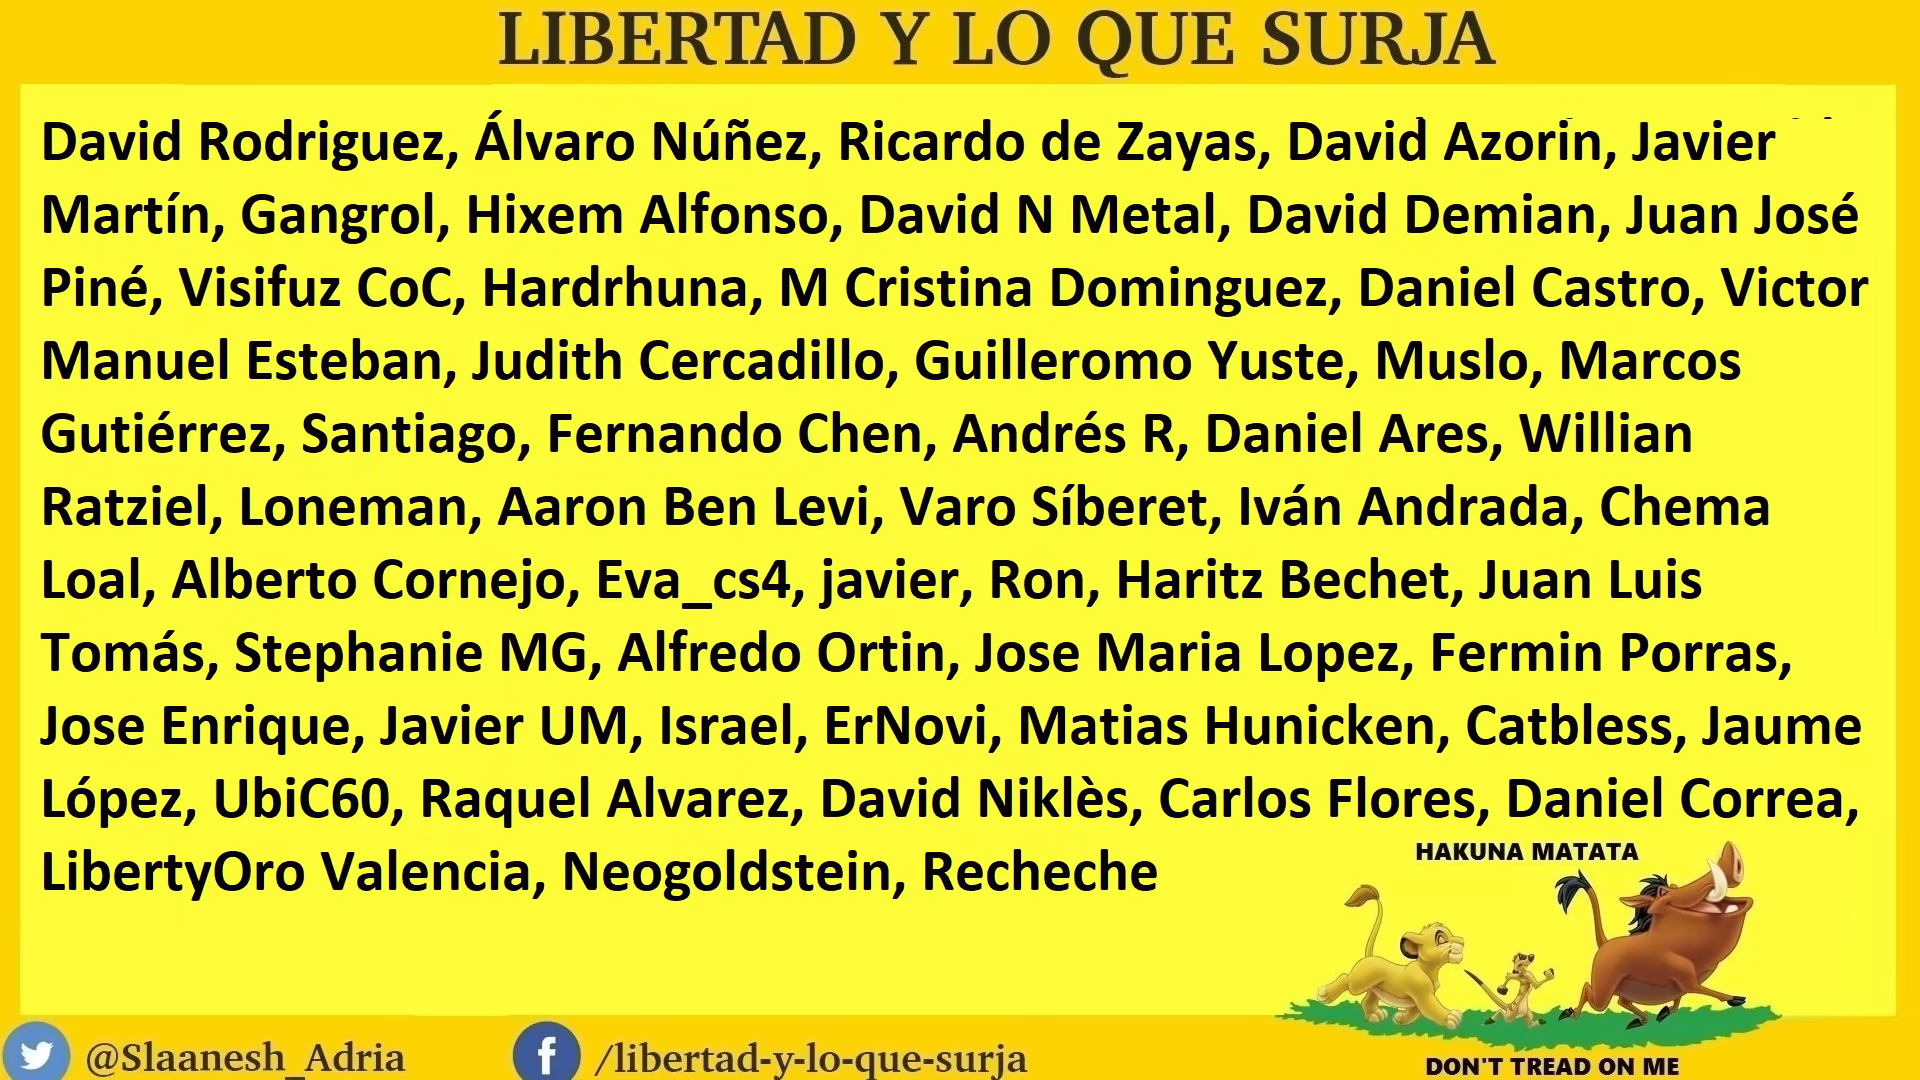 LIBERTAD Y LO QUE SURJA
David Rodriguez, Álvaro Núñez, Ricardo de Zayas, David Azorin, Javier
Martín, Gangrol, Hixem Alfonso, David N Metal, David Demian, Juan José
Piné, Visifuz CoC, Hardrhuna, M Cristina Dominguez, Daniel Castro, Victor
Manuel Esteban, Judith Cercadillo, Guilleromo Yuste, Muslo, Marcos
Gutiérrez, Santiago, Fernando Chen, Andrés R, Daniel Ares, Willian
Ratziel, Loneman, Aaron Ben Levi, Varo Síberet, Iván Andrada, Chema
Loal, Alberto Cornejo, Eva_cs4, javier, Ron, Haritz Bechet, Juan Luis
Tomás, Stephanie MG, Alfredo Ortin, Jose Maria Lopez, Fermin Porras,
Jose Enrique, Javier UM, Israel, ErNovi, Matias Hunicken, Catbless, Jaume
López, UbiC60, Raquel Alvarez, David Niklès, Carlos Flores, Daniel Correa,
LibertyOro Valencia, Neogoldstein, Recheche
HAKUNA MATATA
DON'T TREAD ON ME
@Slaanesh_Adria
/libertad-y-lo-que-surja